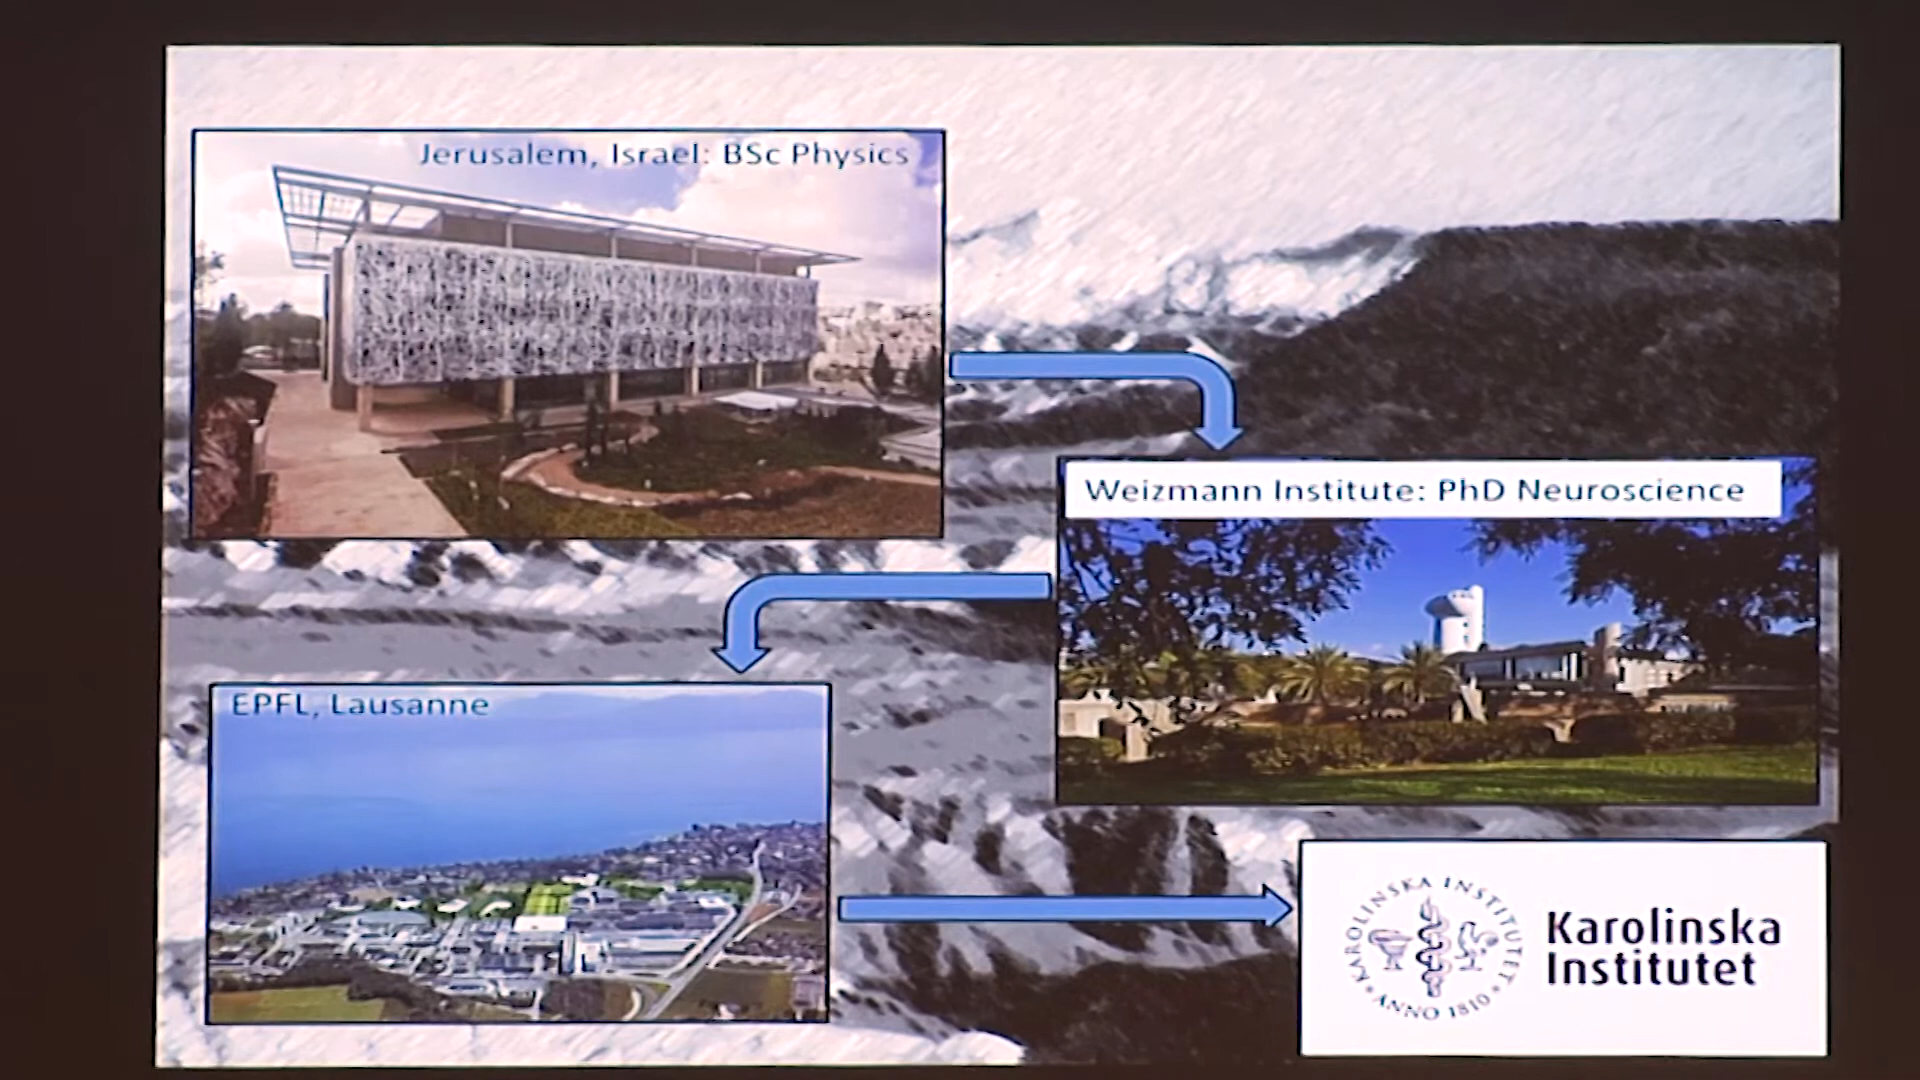 Jerusalem, Israel: BSc Physics
Weizmann Institute: PhD Neuroscience
EPFL, Lausanne
KAROLINSKA INSTITUTET
ANNO 1810
Karolinska
Institutet